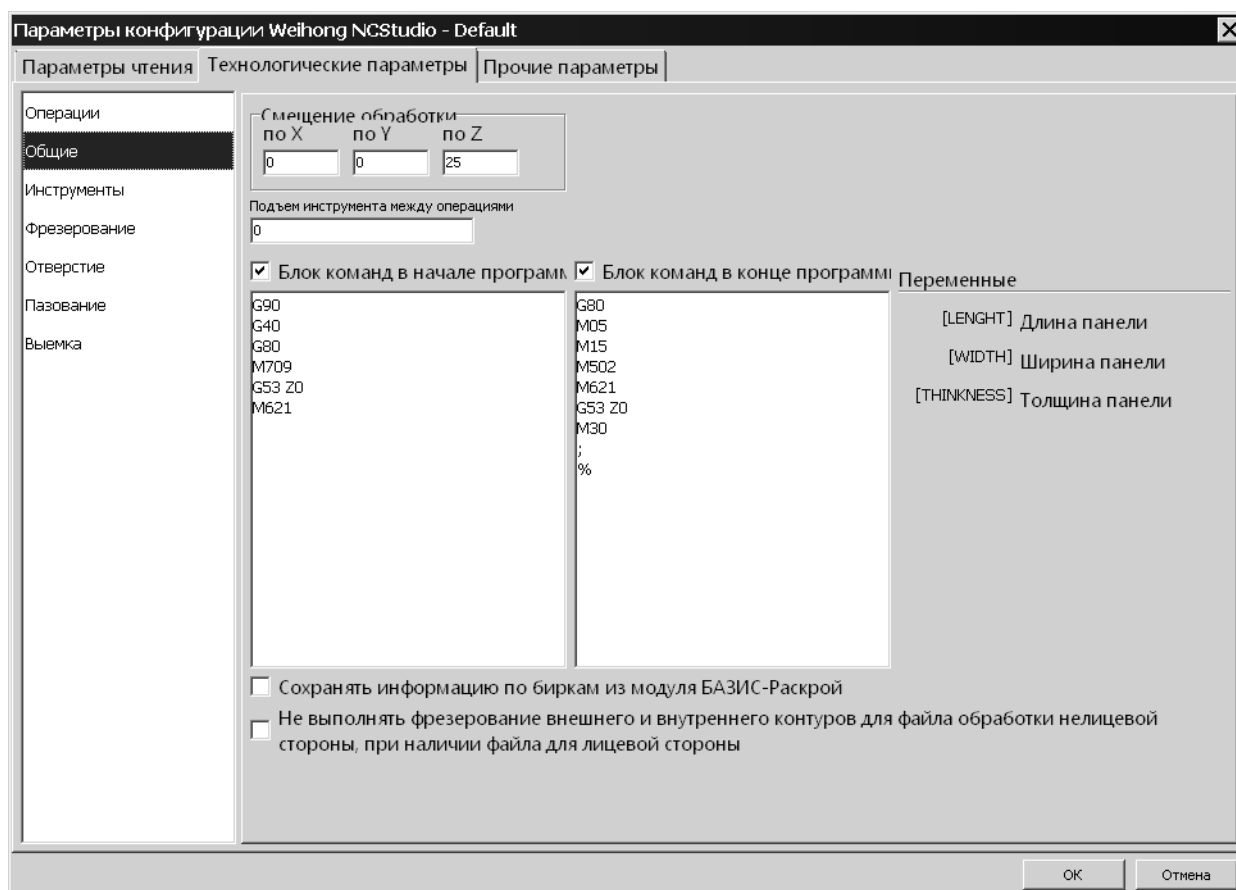 Параметры конфигурации Weihong NCStudio - Default
Параметры чтения
Технологические параметры
Прочие параметры
Операции
Общие
Инструменты
Фрезерование
Отверстие
Пазование
Выемка
Смещение обработки
по X
по Y
по Z
0
0
25
Подъем инструмента между операциями
0
Блок команд в начале программ
G90
G40
G80
M709
G53 Z0
M621
Блок команд в конце программ
G80
M05
M15
M502
M621
G53 Z0
M30
;
%
Переменные
[LENGHT] Длина панели
[WIDTH] Ширина панели
[THINKNESS] Толщина панели
Сохранять информацию по биркам из модуля БАЗИС-Раскрой
Не выполнять фрезерование внешнего и внутреннего контуров для файла обработки нелицевой
стороны, при наличии файла для лицевой стороны
OK
Отмена